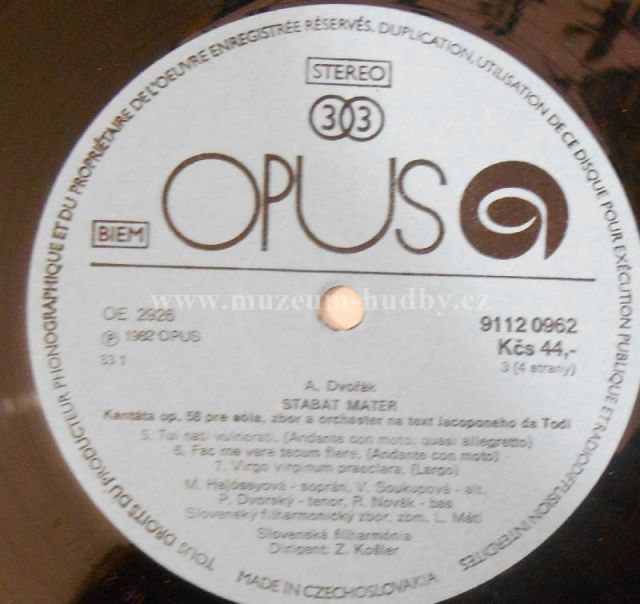 TOUS DROITS DU PRODUCTEUR PHONOGRAPHIQUE ET DU PROPRIÉTAIRE DE L'OEUVRE ENREGISTRÉE RÉSERVÉS. DUPLICATION, UTILISATION DE CE DISQUE POUR EXÉCUTION PUBLIQUE ET RADIODIFFUSION INTERDITES
STEREO
33
BIEM OPUS
www.muzeum-hudby.cz
OE 2926
℗ 1982 OPUS
S3 1
9112 0962
Kčs 44,-
3 (4 strany)
A. Dvořák
STABAT MATER
Kantáta op. 58 pre sóla, zbor a orchester na text Jacoponeho da Todi
5. Tui nati vulnerati. (Andante con moto, quasi allegretto)
6. Fac me vere tecum flere, (Andante con moto)
7. Virgo virginum praeclara. (Largo)
M. Hajóssyová - soprán, V. Soukupová - alt,
P. Dvorský - tenor, R. Novák - bas
Slovenský filharmonický zbor, zbm. L. Mátl
Slovenská filharmónia
Dirigent: Z. Košler
MADE IN CZECHOSLOVAKIA